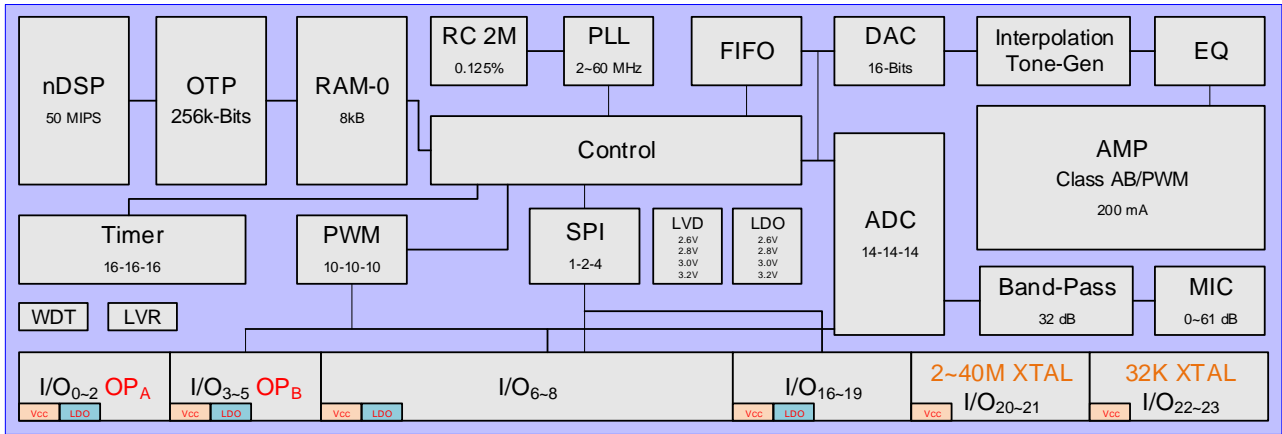 nDSP
50 MIPS
OTP
256k-Bits
RAM-0
8kB
RC 2M
0.125%
PLL
2~60 MHz
FIFO
DAC
16-Bits
Interpolation
Tone-Gen
EQ
Control
AMP
Class AB/PWM
200 mA
Timer
16-16-16
PWM
10-10-10
SPI
1-2-4
LVD
2.6V
2.8V
3.0V
3.2V
LDO
2.6V
2.8V
3.0V
3.2V
ADC
14-14-14
Band-Pass
32 dB
MIC
0~61 dB
WDT
LVR
I/O0~2 OPA
Vcc
LDO
I/O3~5 OPB
Vcc
LDO
I/O6~8
Vcc
LDO
I/O16~19
Vcc
LDO
2~40M XTAL
I/O20~21
Vcc
32K XTAL
I/O22~23
Vcc